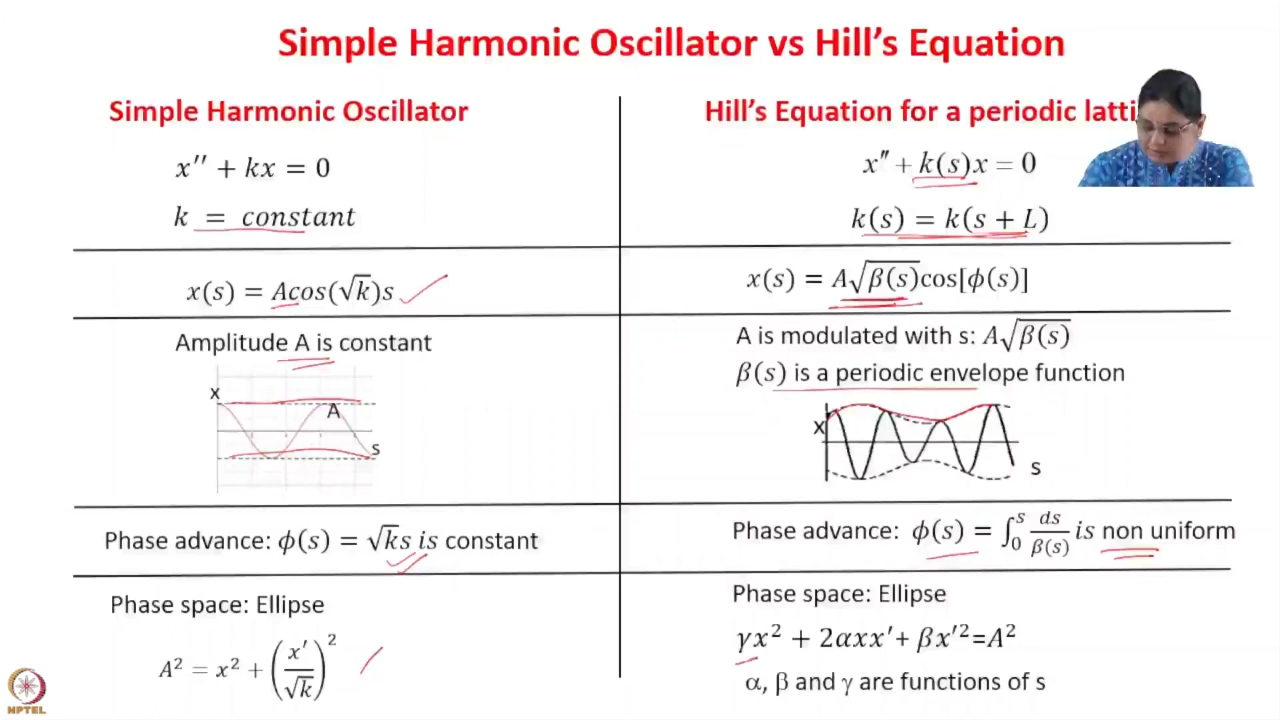 Simple Harmonic Oscillator vs Hill's Equation
Simple Harmonic Oscillator
x′′ + kx = 0
k = constant
x(s) = Acos(√k)s
Amplitude A is constant
x
A
s
Phase advance: ϕ(s) = √ks is constant
Phase space: Ellipse
A² = x² + (x′/√k)²
Hill's Equation for a periodic latti
x″ + k(s)x = 0
k(s) = k(s + L)
x(s) = A√β(s)cos[ϕ(s)]
A is modulated with s: A√β(s)
β(s) is a periodic envelope function
x
s
Phase advance: ϕ(s) = ∫₀ˢ ds/β(s) is non uniform
Phase space: Ellipse
γx² + 2αxx′+ βx′²=A²
α, β and γ are functions of s
NPTEL